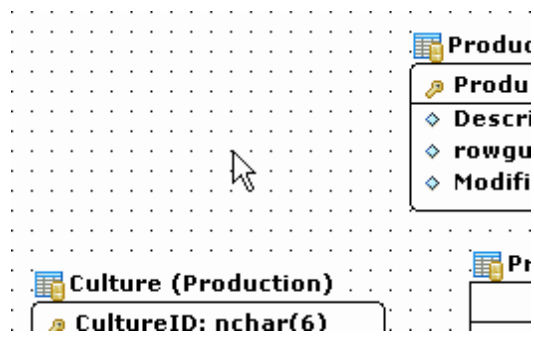 Produc
Produ
Descri
rowgu
Modifi
Pr
Culture (Production)
CultureID: nchar(6)